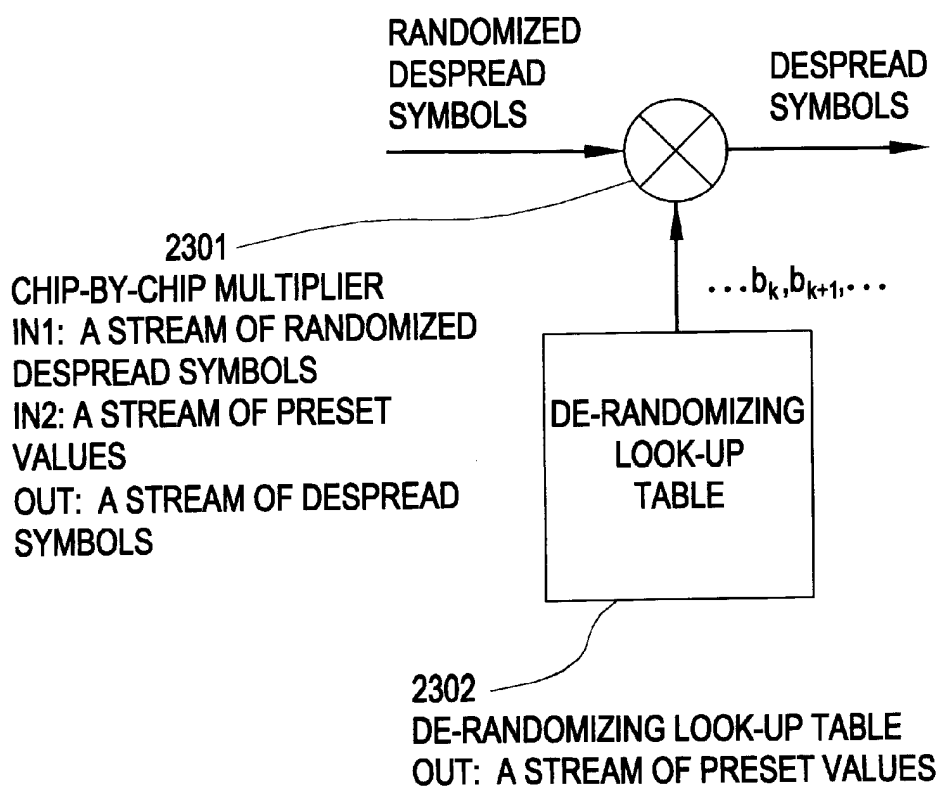 RANDOMIZED
DESPREAD
SYMBOLS
DESPREAD
SYMBOLS
2301
CHIP-BY-CHIP MULTIPLIER
IN1: A STREAM OF RANDOMIZED
DESPREAD SYMBOLS
IN2: A STREAM OF PRESET
VALUES
OUT: A STREAM OF DESPREAD
SYMBOLS
...bk,bk+1,...
DE-RANDOMIZING
LOOK-UP
TABLE
2302
DE-RANDOMIZING LOOK-UP TABLE
OUT: A STREAM OF PRESET VALUES